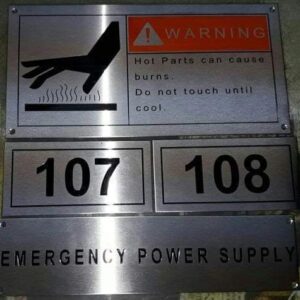 WARNING
Hot Parts can cause
burns.
Do not touch until
cool.
107
108
EMERGENCY POWER SUPPLY